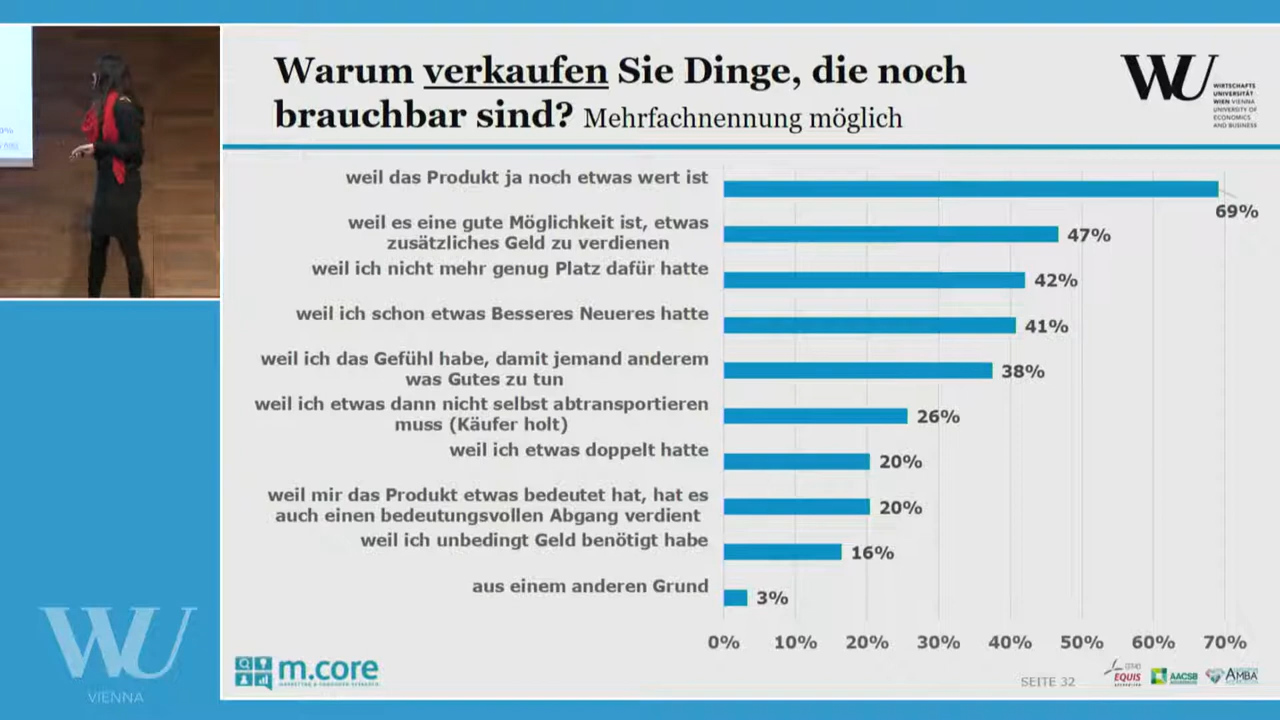 Warum verkaufen Sie Dinge, die noch
brauchbar sind? Mehrfachnennung möglich
WU
WIRTSCHAFTS
UNIVERSITÄT
WIEN VIENNA
UNIVERSITY OF
ECONOMICS
AND BUSINESS
weil das Produkt ja noch etwas wert ist
69%
weil es eine gute Möglichkeit ist, etwas
zusätzliches Geld zu verdienen
47%
weil ich nicht mehr genug Platz dafür hatte
42%
weil ich schon etwas Besseres Neueres hatte
41%
weil ich das Gefühl habe, damit jemand anderem
was Gutes zu tun
38%
weil ich etwas dann nicht selbst abtransportieren
muss (Käufer holt)
26%
weil ich etwas doppelt hatte
20%
weil mir das Produkt etwas bedeutet hat, hat es
auch einen bedeutungsvollen Abgang verdient
20%
weil ich unbedingt Geld benötigt habe
16%
aus einem anderen Grund
3%
0% 10% 20% 30% 40% 50% 60% 70%
WU
VIENNA
m.core
SEITE 32
EQUIS
AACSB
AMBA